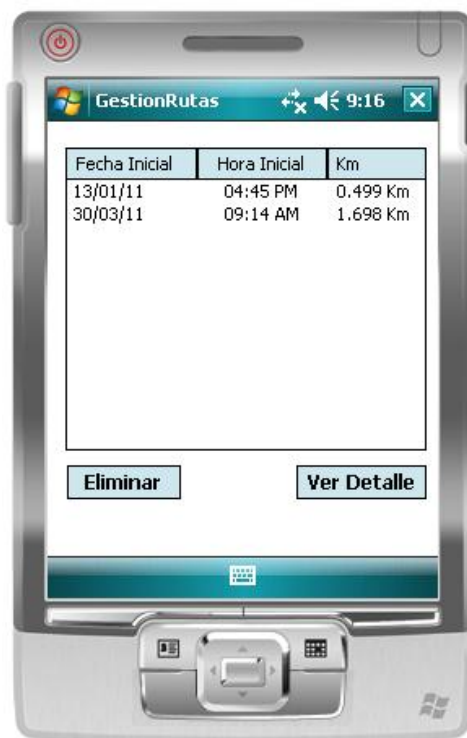 GestionRutas 9:16
Fecha Inicial Hora Inicial Km
13/01/11 04:45 PM 0.499 Km
30/03/11 09:14 AM 1.698 Km
Eliminar Ver Detalle